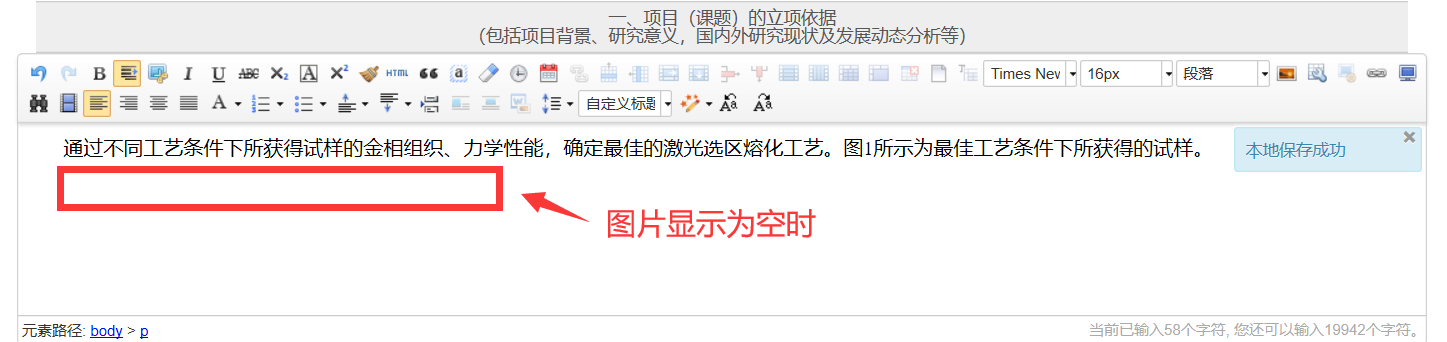 一、项目（课题）的立项依据
（包括项目背景、研究意义，国内外研究现状及发展动态分析等）
B I U ABC X₂ A X² HTML a Times New 16px 段落
A 自定义标题 Aa Aa
通过不同工艺条件下所获得试样的金相组织、力学性能，确定最佳的激光选区熔化工艺。图1所示为最佳工艺条件下所获得的试样。
本地保存成功
图片显示为空时
元素路径: body > p
当前已输入58个字符, 您还可以输入19942个字符。